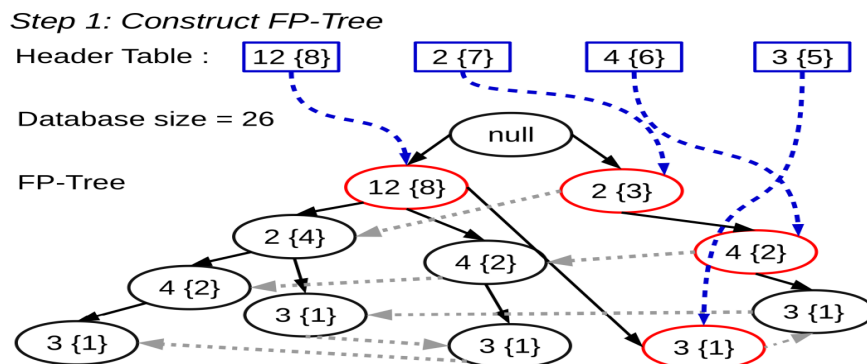 Step 1: Construct FP-Tree
Header Table : 12 {8} 2 {7} 4 {6} 3 {5}
Database size = 26
null
FP-Tree
12 {8} 2 {3}
2 {4}
4 {2} 4 {2}
4 {2}
3 {1} 3 {1}
3 {1} 3 {1} 3 {1}